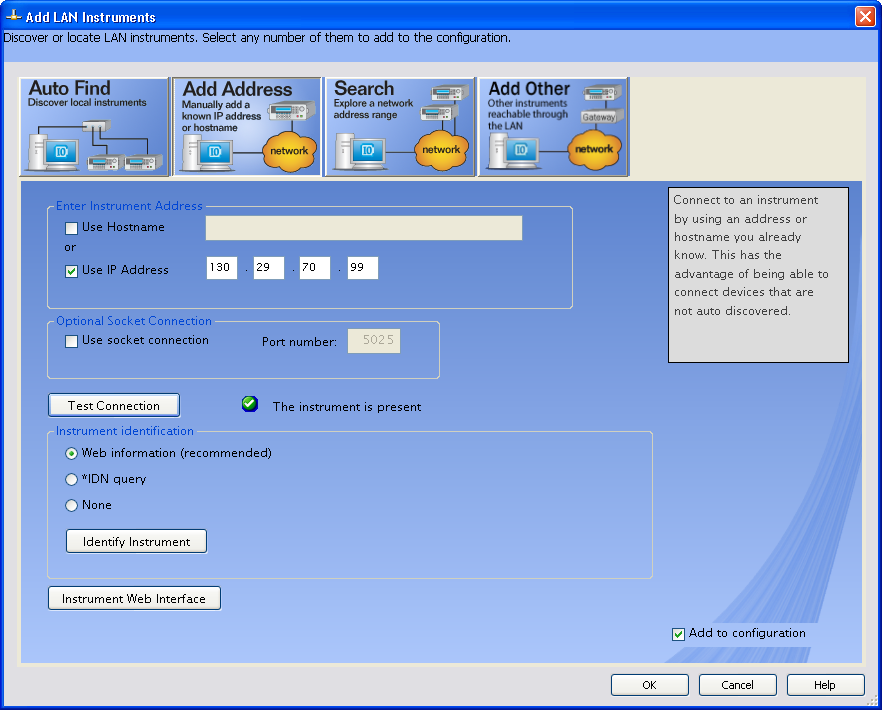 Add LAN Instruments
Discover or locate LAN instruments. Select any number of them to add to the configuration.
Auto Find
Discover local instruments
IO
Add Address
Manually add a
known IP address
or hostname
IO
network
Search
Explore a network
address range
IO
network
Add Other
Other instruments
reachable through
the LAN
Gateway
IO
network
Enter Instrument Address
Use Hostname
or
Use IP Address
130 . 29 . 70 . 99
Optional Socket Connection
Use socket connection
Port number: 5025
Test Connection
The instrument is present
Instrument identification
Web information (recommended)
*IDN query
None
Identify Instrument
Instrument Web Interface
Connect to an instrument
by using an address or
hostname you already
know. This has the
advantage of being able to
connect devices that are
not auto discovered.
Add to configuration
OK
Cancel
Help